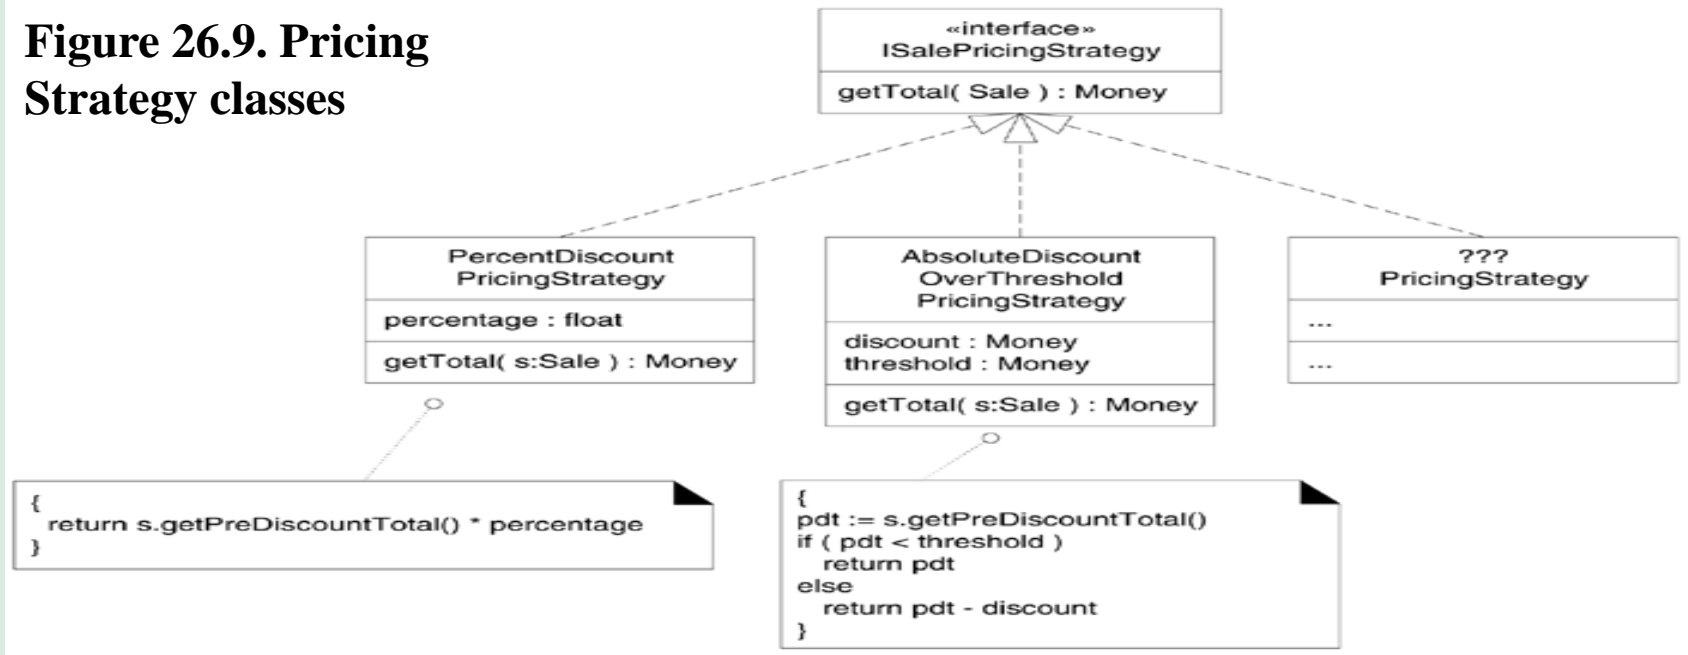 Figure 26.9. Pricing
Strategy classes
«interface»
ISalePricingStrategy
getTotal( Sale ) : Money
PercentDiscount
PricingStrategy
percentage : float
getTotal( s:Sale ) : Money
AbsoluteDiscount
OverThreshold
PricingStrategy
discount : Money
threshold : Money
getTotal( s:Sale ) : Money
???
PricingStrategy
...
...
{
return s.getPreDiscountTotal() * percentage
}
{
pdt := s.getPreDiscountTotal()
if ( pdt < threshold )
return pdt
else
return pdt - discount
}